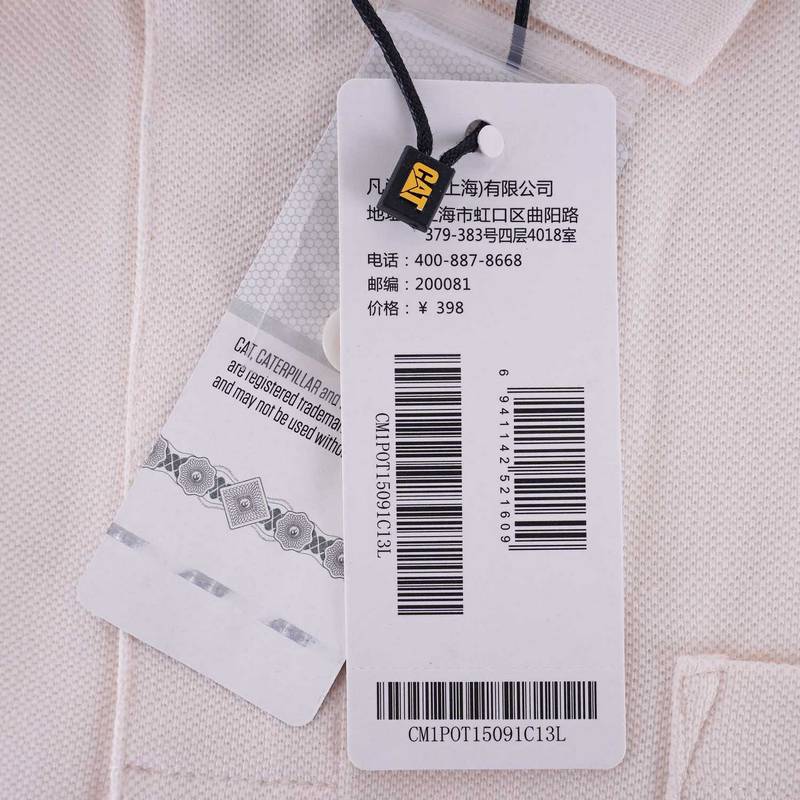 CAT
凡 上海)有限公司
地 上海市虹口区曲阳路
379-383号四层4018室
电话：400-887-8668
邮编：200081
价格：¥ 398
CM1POT15091C13L
6 941142 521609
CM1POT15091C13L
CAT, CATERPILLAR and
are registered
and may not be used